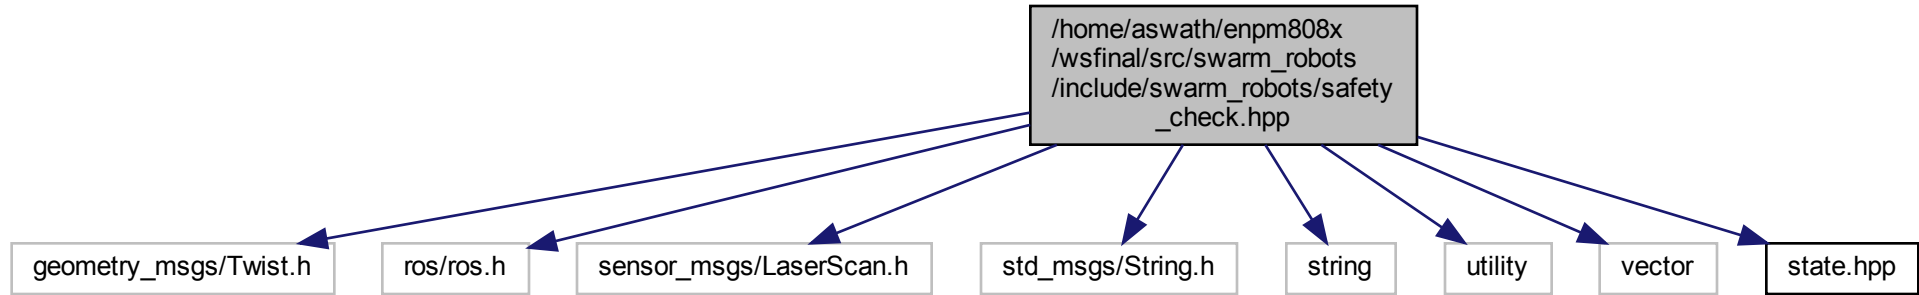 /home/aswath/enpm808x
/wsfinal/src/swarm_robots
/include/swarm_robots/safety
_check.hpp
geometry_msgs/Twist.h
ros/ros.h
sensor_msgs/LaserScan.h
std_msgs/String.h
string
utility
vector
state.hpp